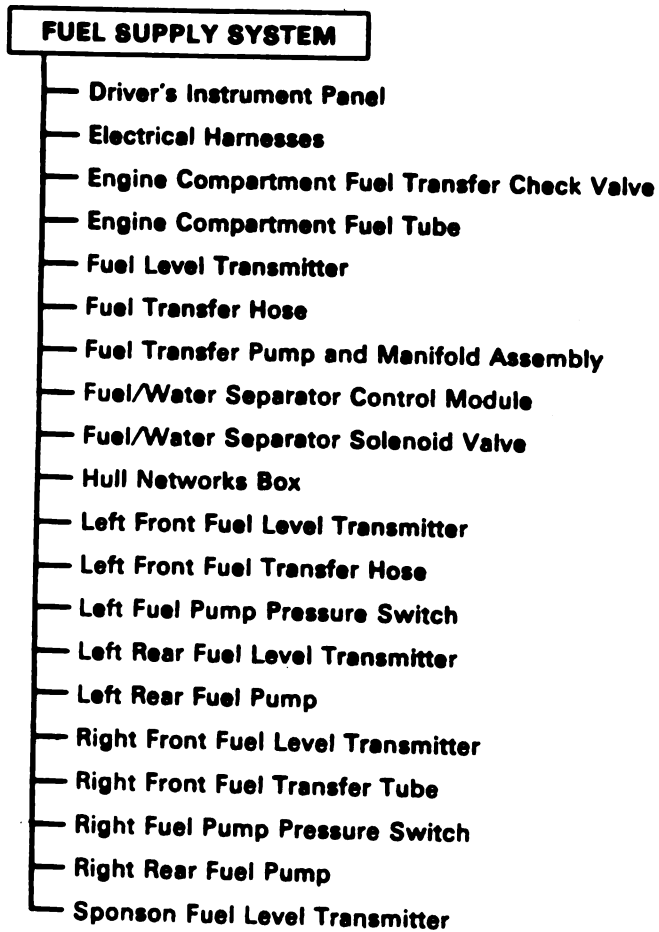 FUEL SUPPLY SYSTEM
Driver's Instrument Panel
Electrical Harnesses
Engine Compartment Fuel Transfer Check Valve
Engine Compartment Fuel Tube
Fuel Level Transmitter
Fuel Transfer Hose
Fuel Transfer Pump and Manifold Assembly
Fuel/Water Separator Control Module
Fuel/Water Separator Solenoid Valve
Hull Networks Box
Left Front Fuel Level Transmitter
Left Front Fuel Transfer Hose
Left Fuel Pump Pressure Switch
Left Rear Fuel Level Transmitter
Left Rear Fuel Pump
Right Front Fuel Level Transmitter
Right Front Fuel Transfer Tube
Right Fuel Pump Pressure Switch
Right Rear Fuel Pump
Sponson Fuel Level Transmitter